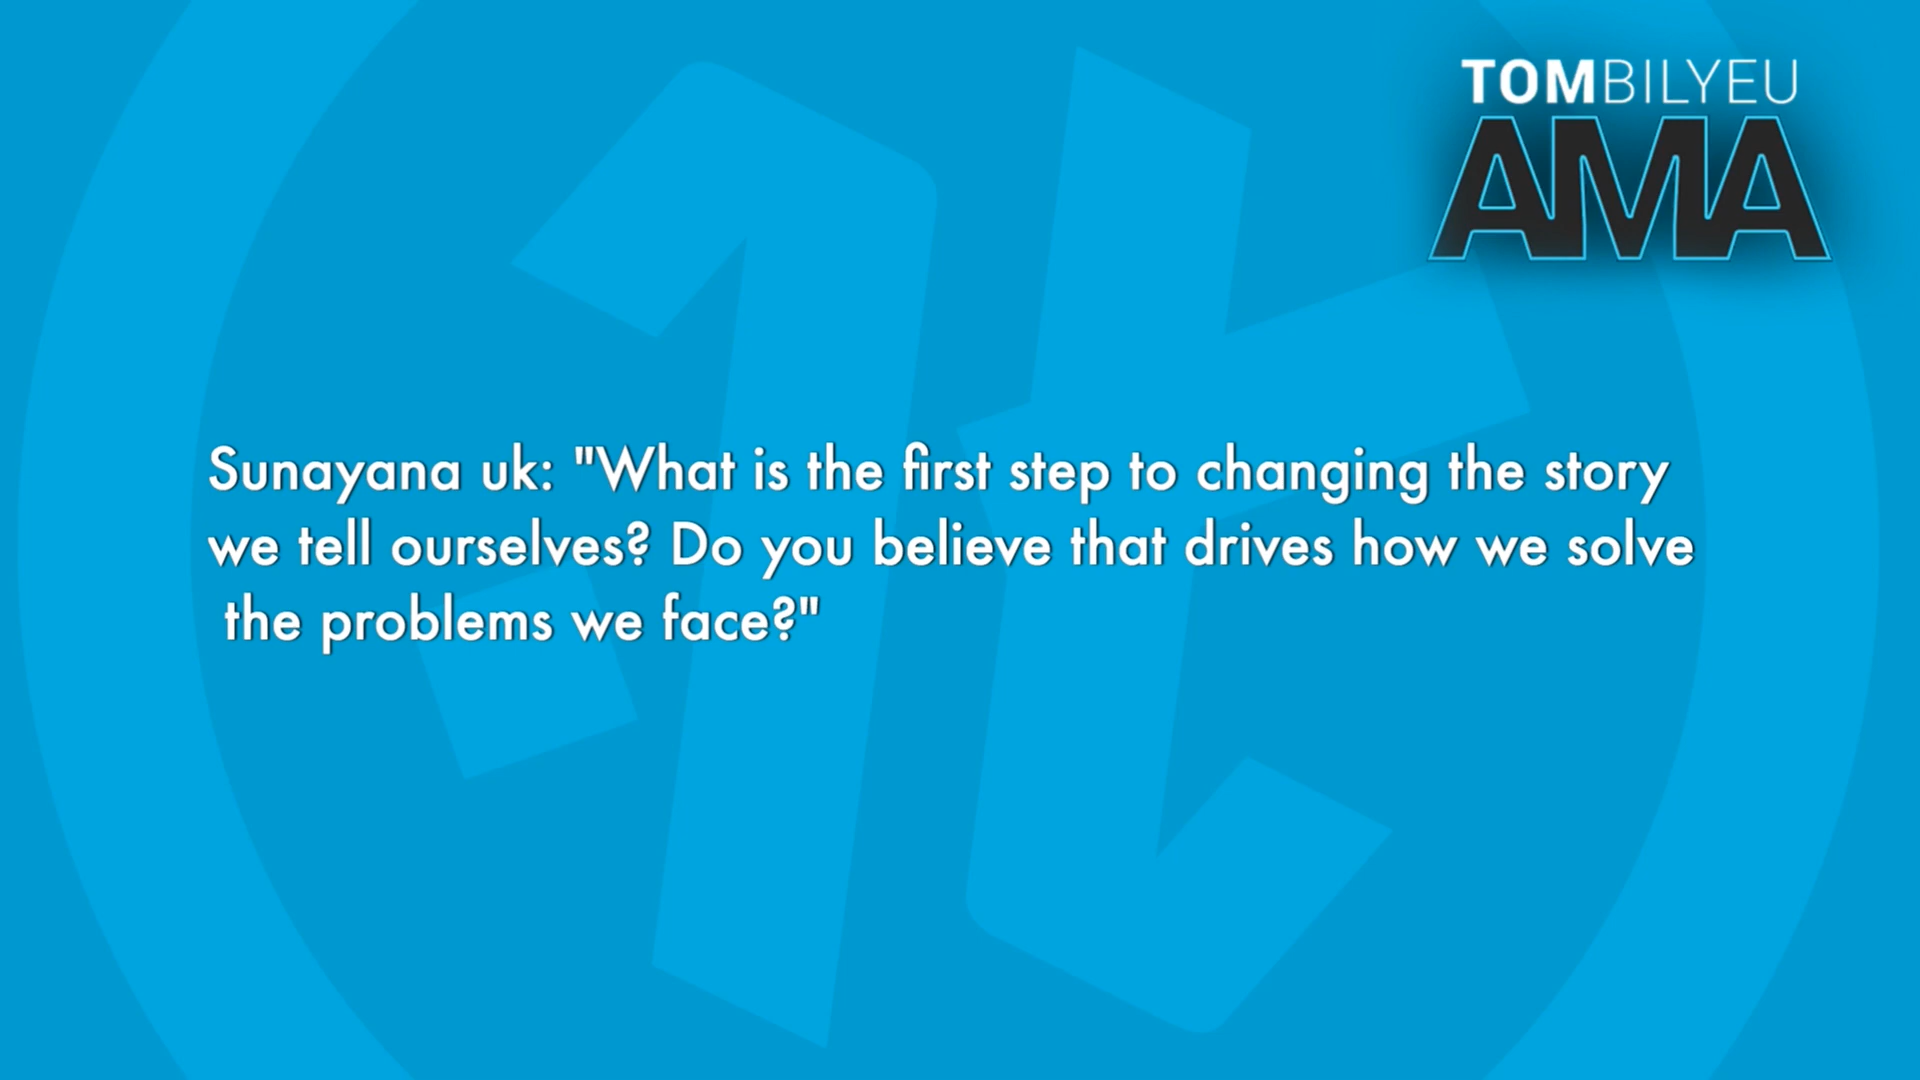 TOMBILYEU
AMA
Sunayana uk: "What is the first step to changing the story
we tell ourselves? Do you believe that drives how we solve
the problems we face?"